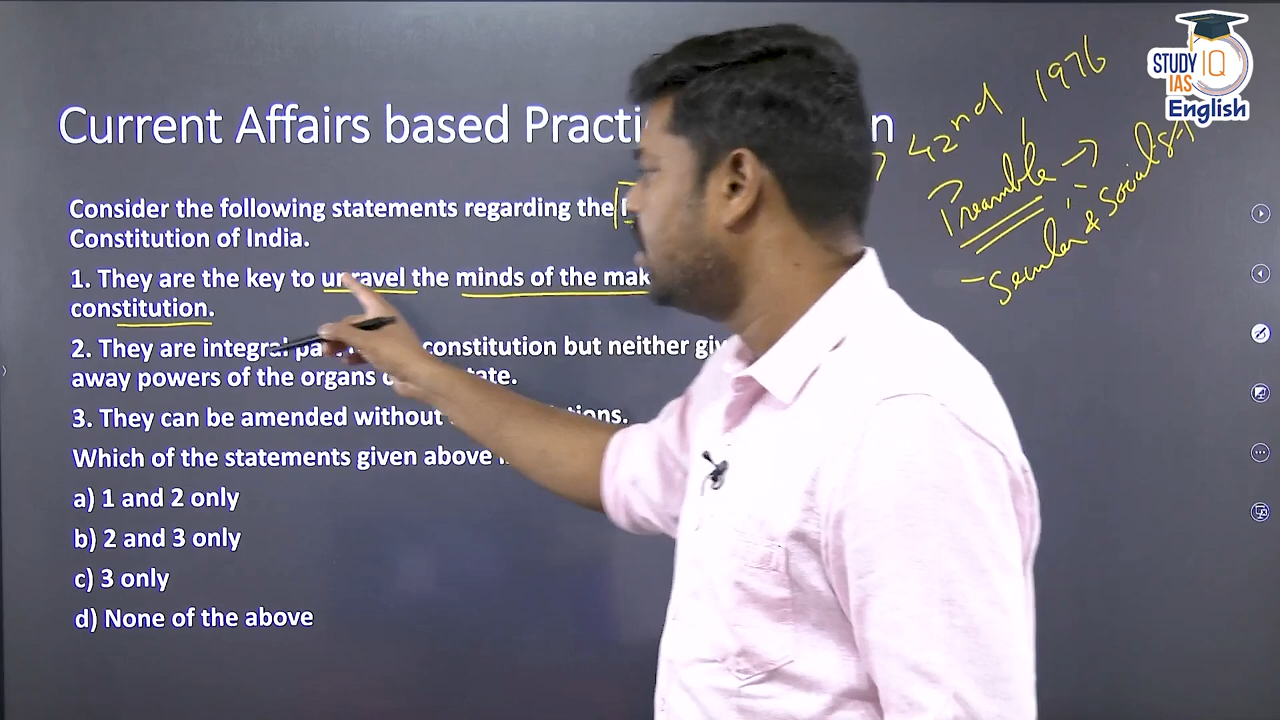 Current Affairs based Practi n
Consider the following statements regarding the
Constitution of India.
1. They are the key to unravel the minds of the mak
constitution.
2. They are integral constitution but neither
away powers of the organs
3. They can be amended without
Which of the statements given above
a) 1 and 2 only
b) 2 and 3 only
c) 3 only
d) None of the above
42nd 1976
Preamble →
- Secular & Socialist
STUDY IQ
IAS
English